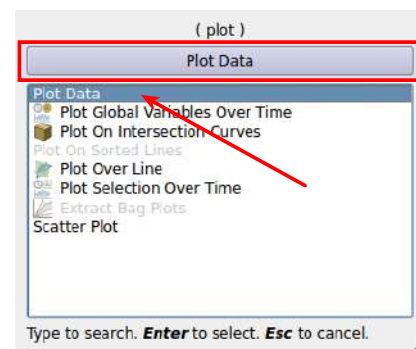 ( plot )
Plot Data
Plot Data
Plot Global Variables Over Time
Plot On Intersection Curves
Plot On Sorted Lines
Plot Over Line
Plot Selection Over Time
Extract Bag Plots
Scatter Plot
Type to search. Enter to select. Esc to cancel.